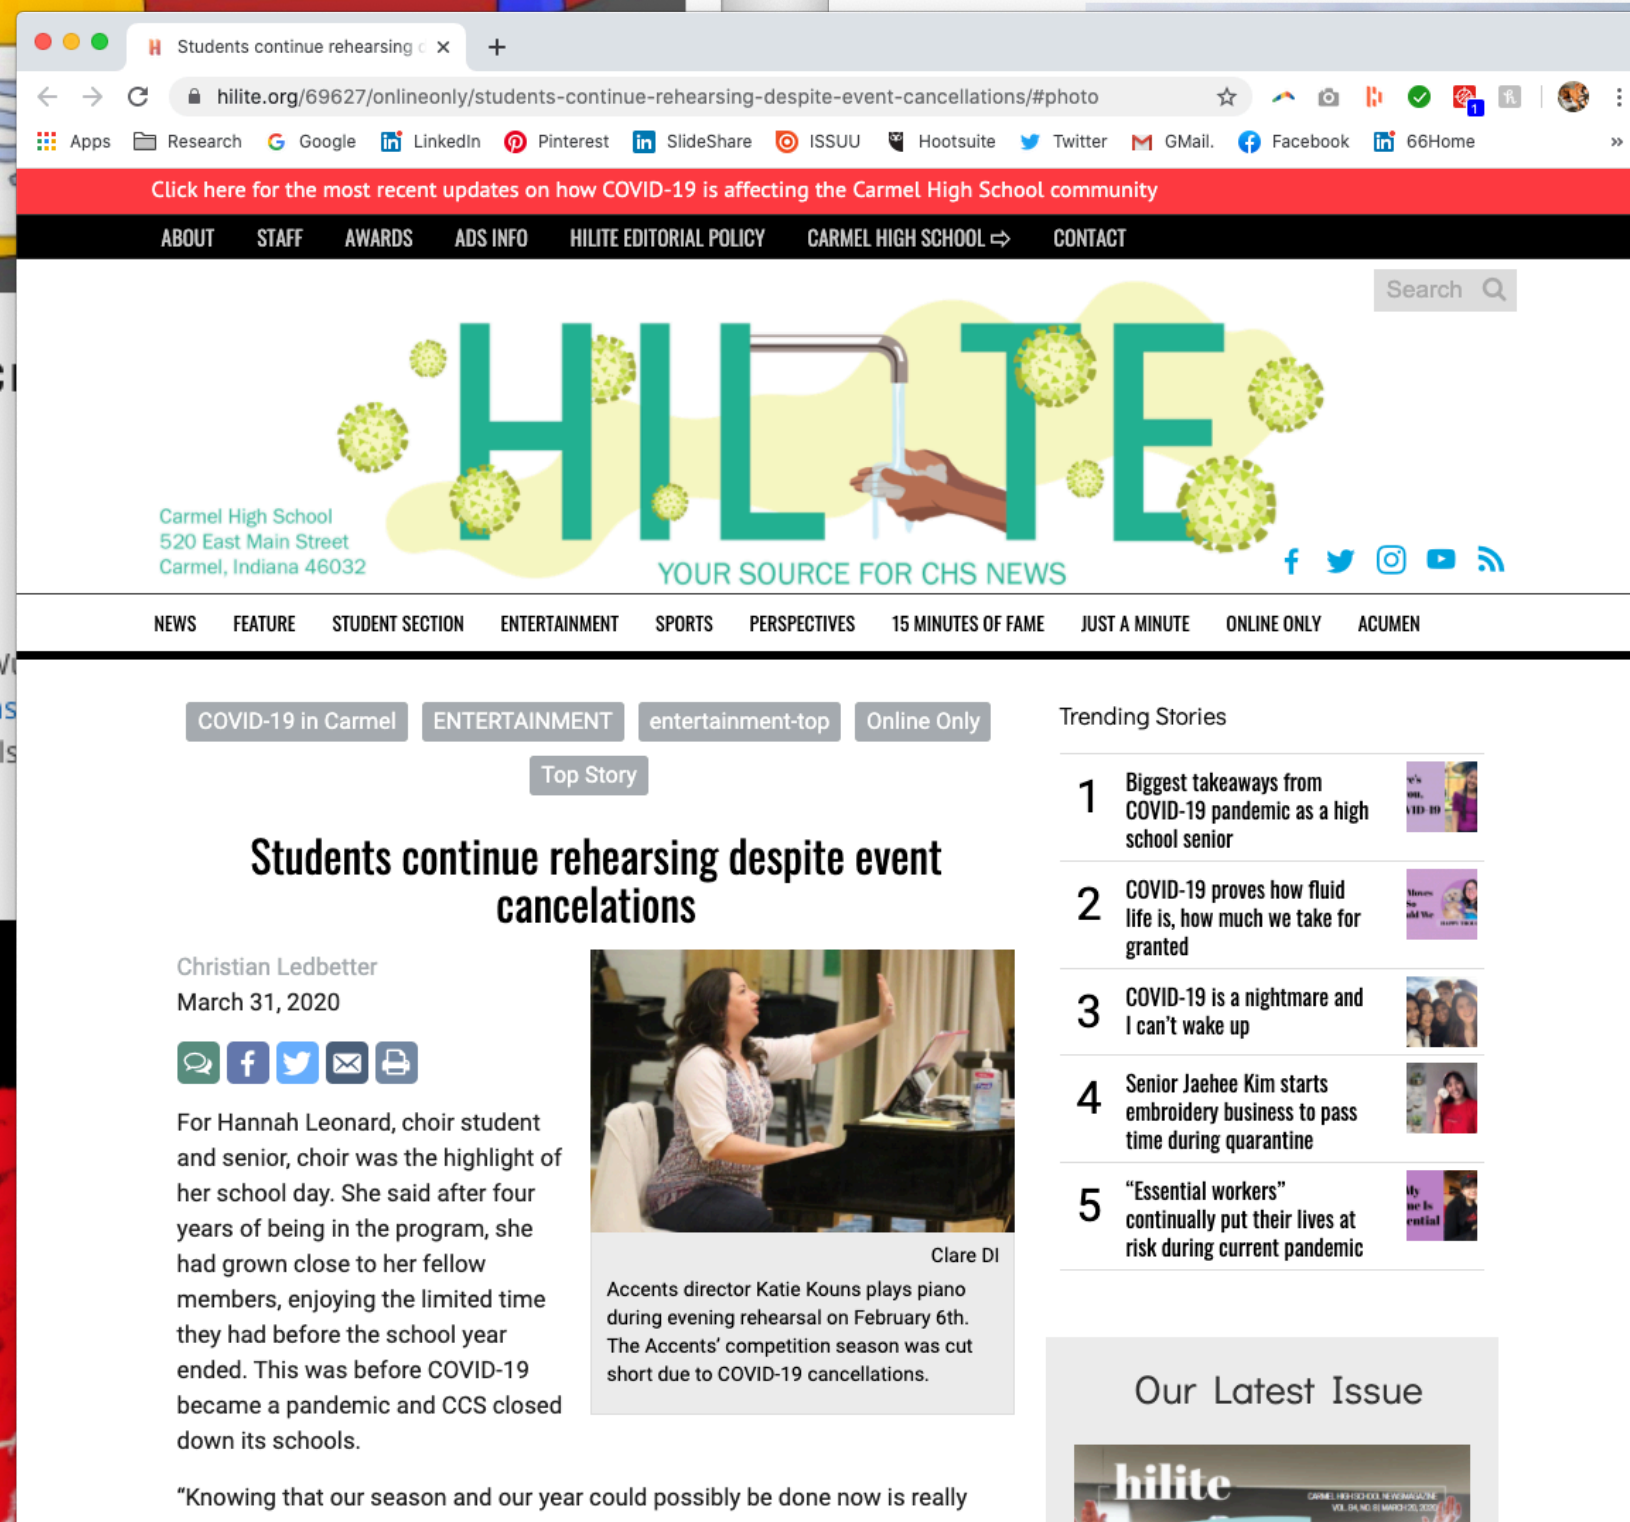 Students continue rehearsing
hilite.org/69627/onlineonly/students-continue-rehearsing-despite-event-cancellations/#photo
1
Apps Research Google LinkedIn Pinterest SlideShare ISSUU Hootsuite Twitter GMail. Facebook 66Home »
Click here for the most recent updates on how COVID-19 is affecting the Carmel High School community
ABOUT STAFF AWARDS ADS INFO HILITE EDITORIAL POLICY CARMEL HIGH SCHOOL ⇨ CONTACT
Search
HILITE
Carmel High School
520 East Main Street
Carmel, Indiana 46032
YOUR SOURCE FOR CHS NEWS
NEWS FEATURE STUDENT SECTION ENTERTAINMENT SPORTS PERSPECTIVES 15 MINUTES OF FAME JUST A MINUTE ONLINE ONLY ACUMEN
COVID-19 in Carmel ENTERTAINMENT entertainment-top Online Only
Top Story
Students continue rehearsing despite event
cancelations
Christian Ledbetter
March 31, 2020
For Hannah Leonard, choir student
and senior, choir was the highlight of
her school day. She said after four
years of being in the program, she
had grown close to her fellow
members, enjoying the limited time
they had before the school year
ended. This was before COVID-19
became a pandemic and CCS closed
down its schools.
“Knowing that our season and our year could possibly be done now is really
Clare DI
Accents director Katie Kouns plays piano
during evening rehearsal on February 6th.
The Accents’ competition season was cut
short due to COVID-19 cancellations.
Trending Stories
1
Biggest takeaways from
COVID-19 pandemic as a high
school senior
2
COVID-19 proves how fluid
life is, how much we take for
granted
3
COVID-19 is a nightmare and
I can’t wake up
4
Senior Jaehee Kim starts
embroidery business to pass
time during quarantine
5
“Essential workers”
continually put their lives at
risk during current pandemic
Our Latest Issue
hilite
CARMEL HIGH SCHOOL NEWSMAGAZINE
VOL. 64, NO. 8 | MARCH 20, 2020